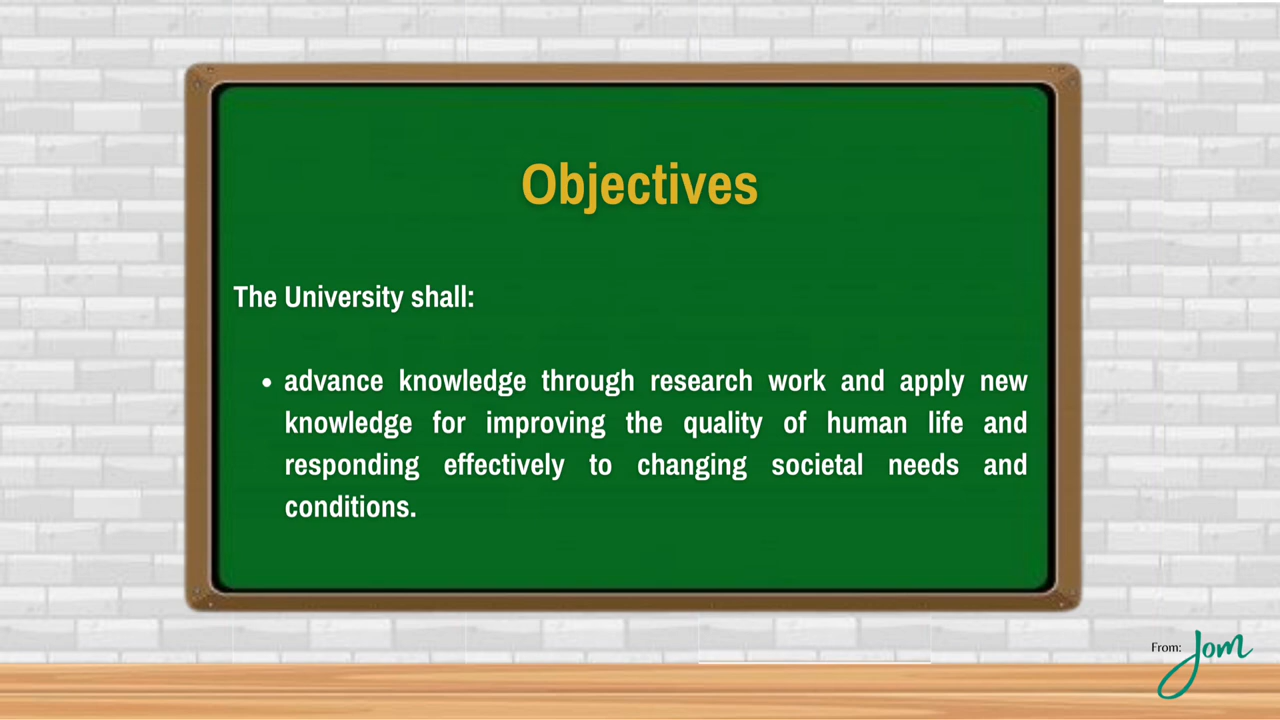 Objectives
The University shall:
• advance knowledge through research work and apply new
knowledge for improving the quality of human life and
responding effectively to changing societal needs and
conditions.
From: Jom